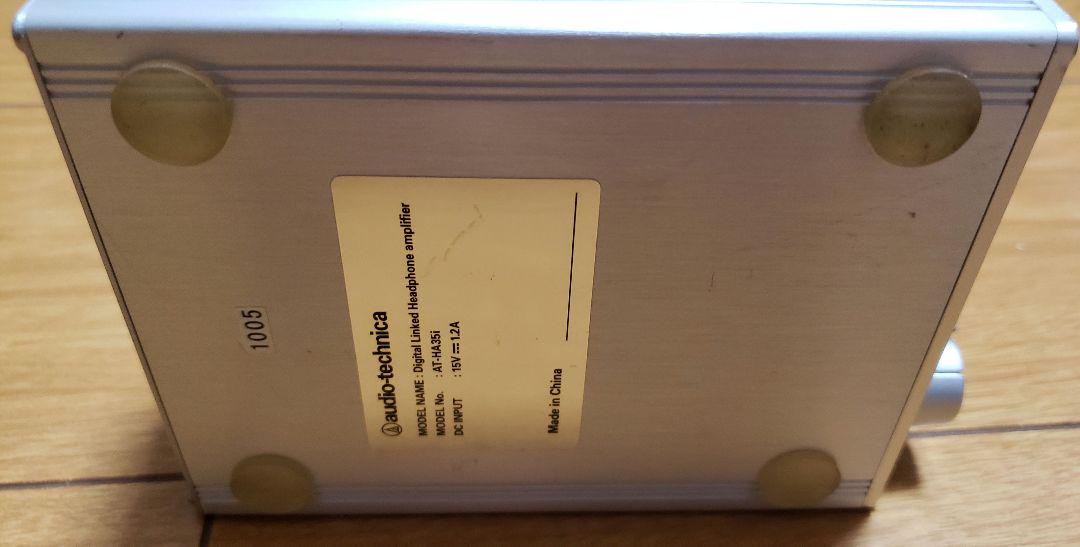 audio-technica
MODEL NAME : Digital Linked Headphone amplifier
MODEL No. : AT-HA35i
DC INPUT : 15V ⎓ 1.2A
Made in China
1005